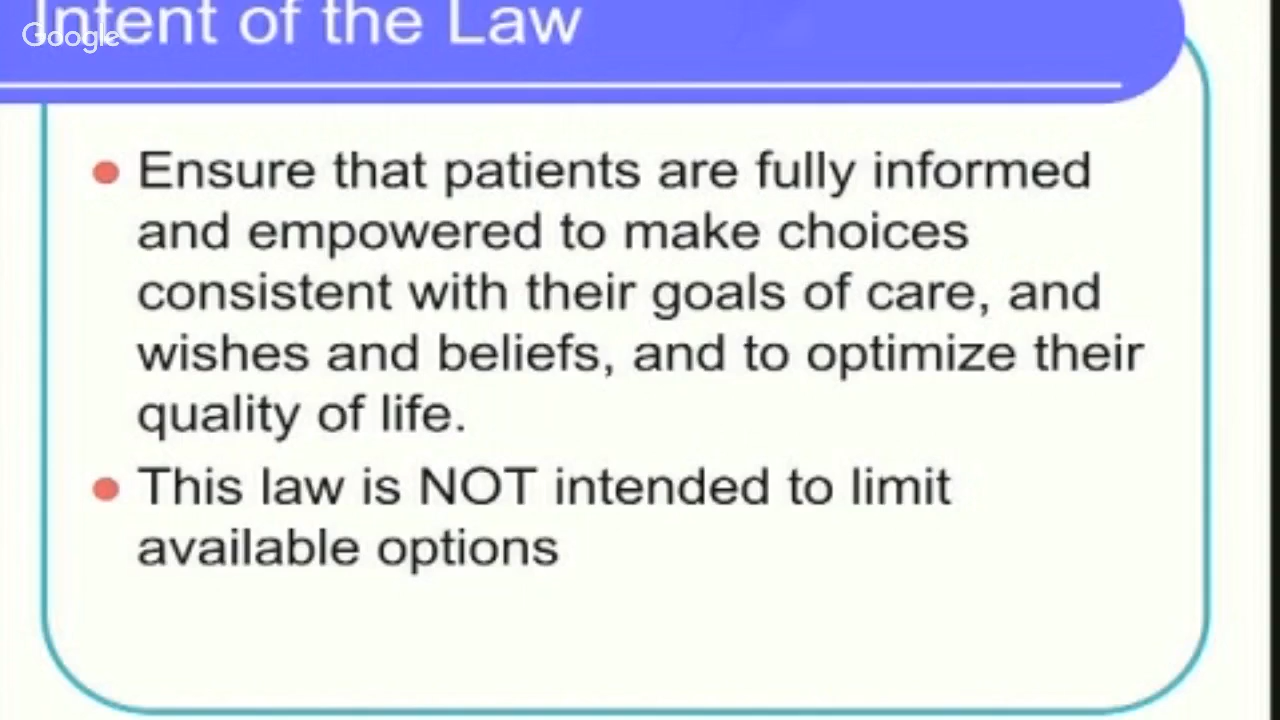 Intent of the Law
Google
Ensure that patients are fully informed
and empowered to make choices
consistent with their goals of care, and
wishes and beliefs, and to optimize their
quality of life.
This law is NOT intended to limit
available options